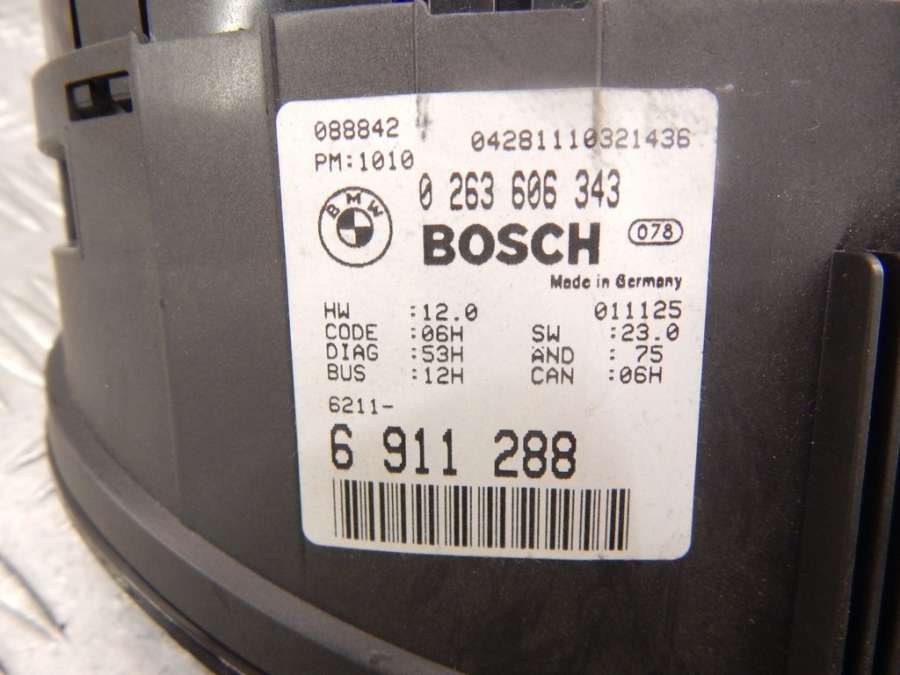 088842 04281110321436
PM:1010
0 263 606 343
BMW
BOSCH 078
Made in Germany
HW :12.0 011125
CODE :06H SW :23.0
DIAG :53H AND : 75
BUS :12H CAN :06H
6211-
6 911 288